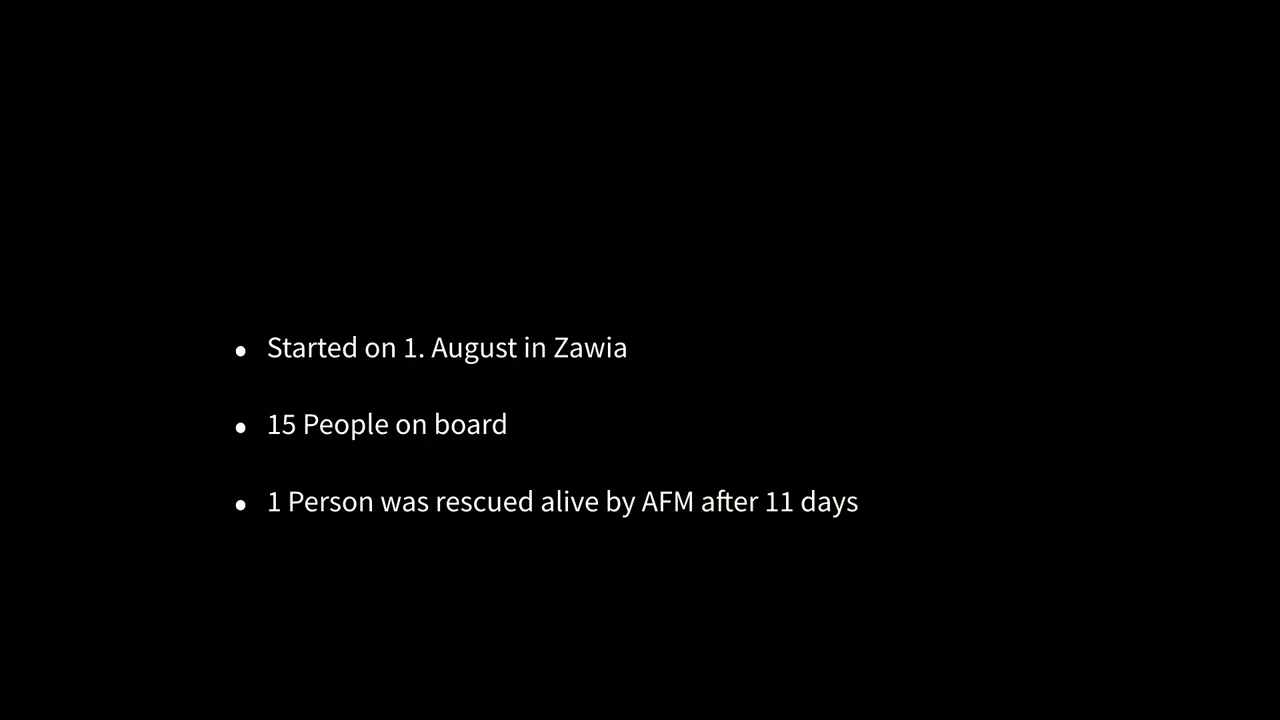 • Started on 1. August in Zawia
• 15 People on board
• 1 Person was rescued alive by AFM after 11 days